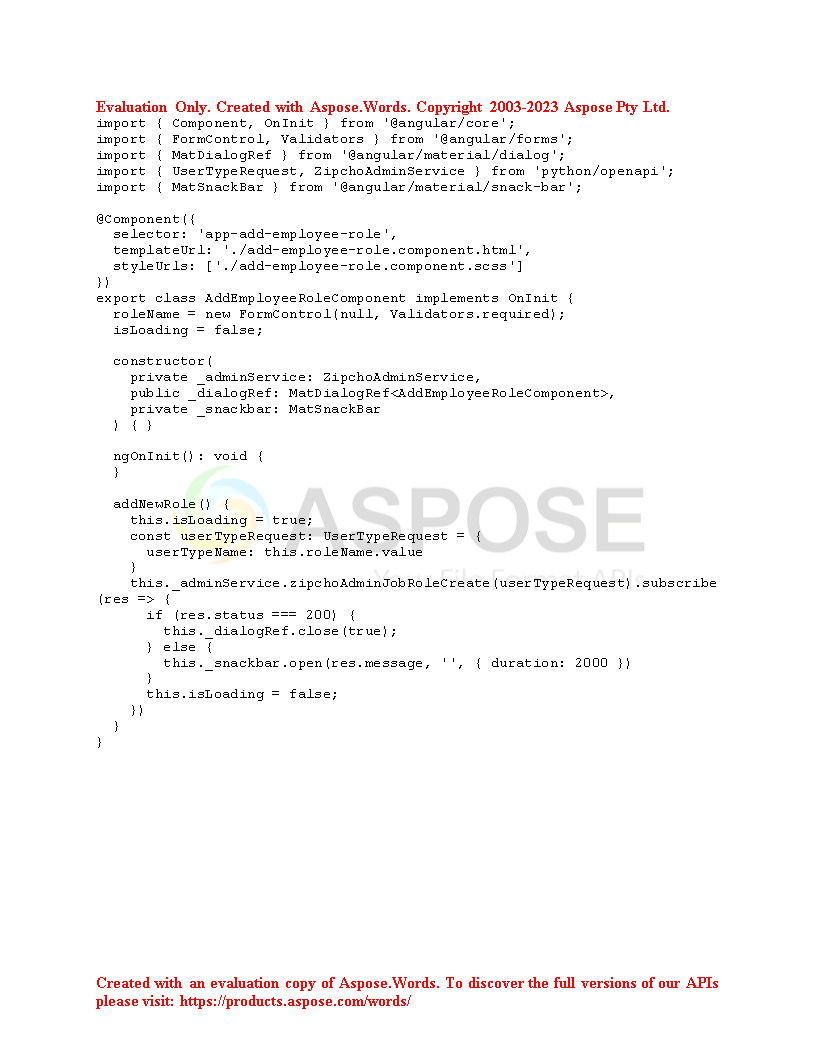 Evaluation Only. Created with Aspose.Words. Copyright 2003-2023 Aspose Pty Ltd.
import { Component, OnInit } from '@angular/core';
import { FormControl, Validators } from '@angular/forms';
import { MatDialogRef } from '@angular/material/dialog';
import { UserTypeRequest, ZipchoAdminService } from 'python/openapi';
import { MatSnackBar } from '@angular/material/snack-bar';

@Component({
  selector: 'app-add-employee-role',
  templateUrl: './add-employee-role.component.html',
  styleUrls: ['./add-employee-role.component.scss']
})
export class AddEmployeeRoleComponent implements OnInit {
  roleName = new FormControl(null, Validators.required);
  isLoading = false;

  constructor(
    private _adminService: ZipchoAdminService,
    public _dialogRef: MatDialogRef<AddEmployeeRoleComponent>,
    private _snackbar: MatSnackBar
  ) { }

  ngOnInit(): void {
  }

  addNewRole() {
    this.isLoading = true;
    const userTypeRequest: UserTypeRequest = {
      userTypeName: this.roleName.value
    }
    this._adminService.zipchoAdminJobRoleCreate(userTypeRequest).subscribe
(res => {
      if (res.status === 200) {
        this._dialogRef.close(true);
      } else {
        this._snackbar.open(res.message, '', { duration: 2000 })
      }
      this.isLoading = false;
    })
  }
}
ASPOSE
Your File Format APIs
Created with an evaluation copy of Aspose.Words. To discover the full versions of our APIs
please visit: https://products.aspose.com/words/